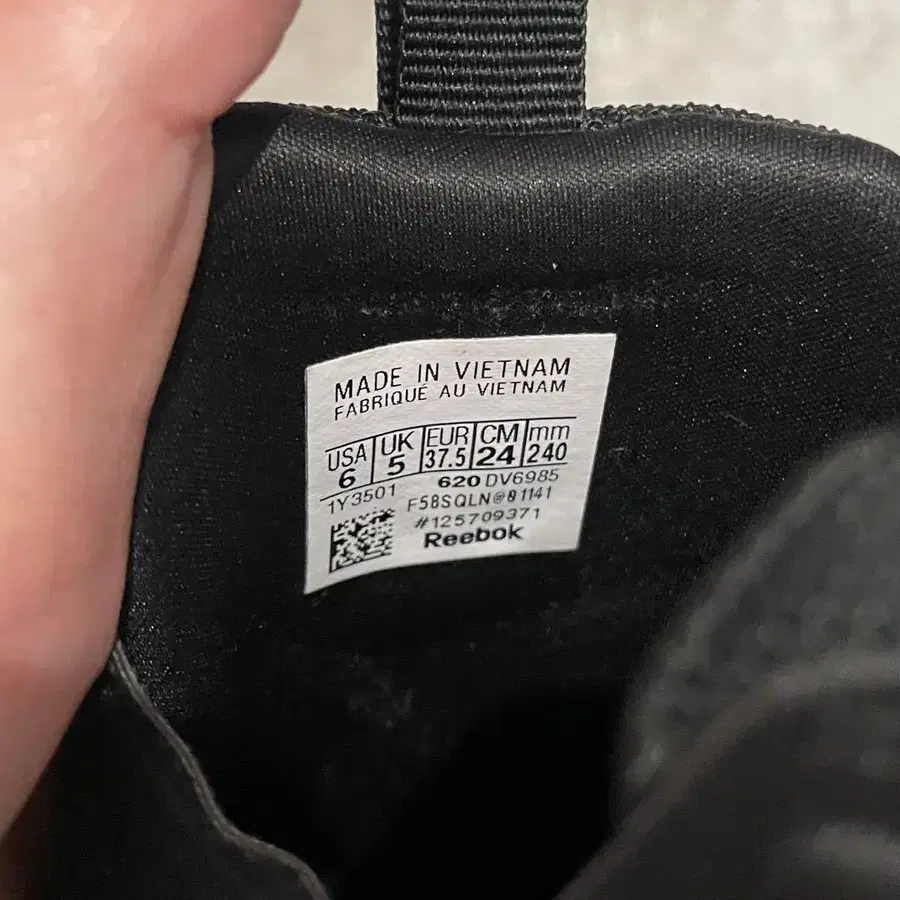 MADE IN VIETNAM
FABRIQUÉ AU VIETNAM
USA UK EUR CM mm
6 5 37.5 24 240
1Y3501 620 DV6985
F58SQLN@01141
#125709371
Reebok